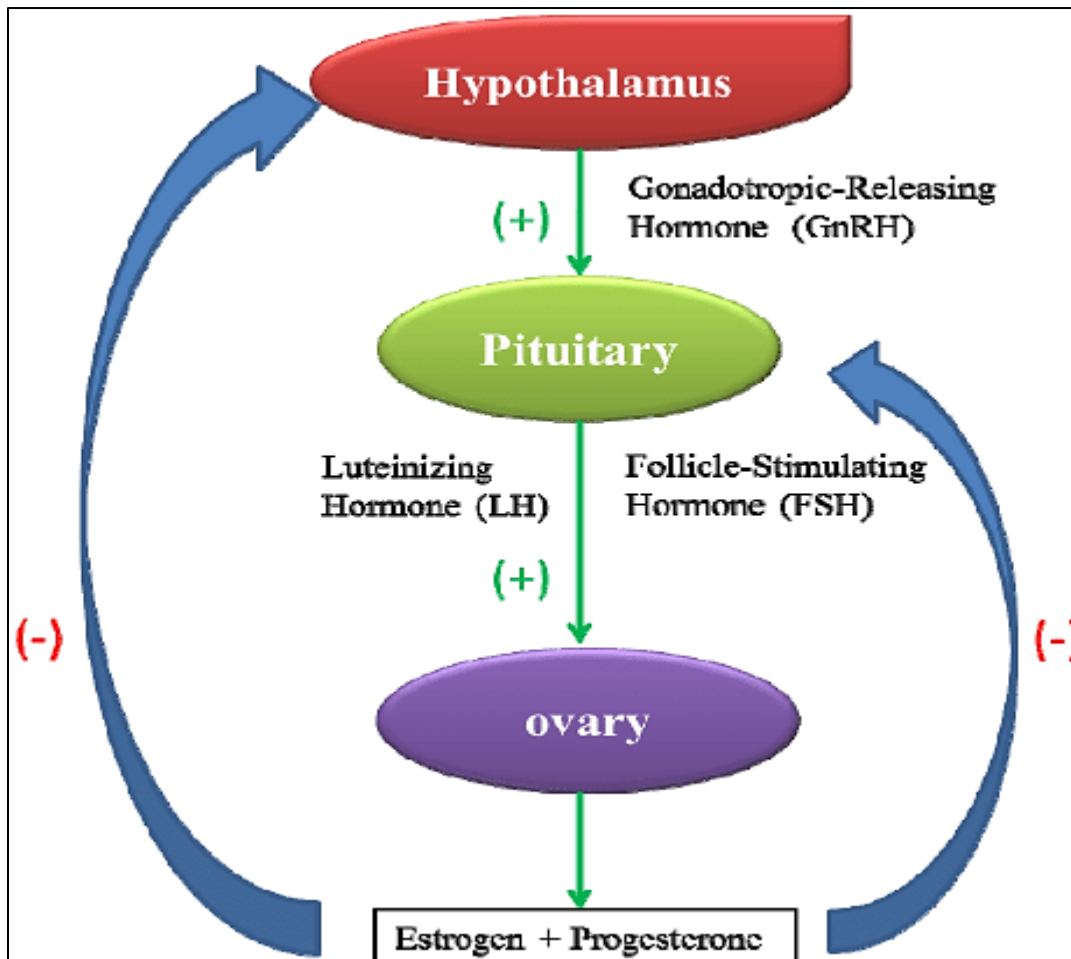 Hypothalamus
(+)
Gonadotropic-Releasing
Hormone (GnRH)
Pituitary
Luteinizing
Hormone (LH)
Follicle-Stimulating
Hormone (FSH)
(+)
(-)
(-)
ovary
Estrogen + Progesterone